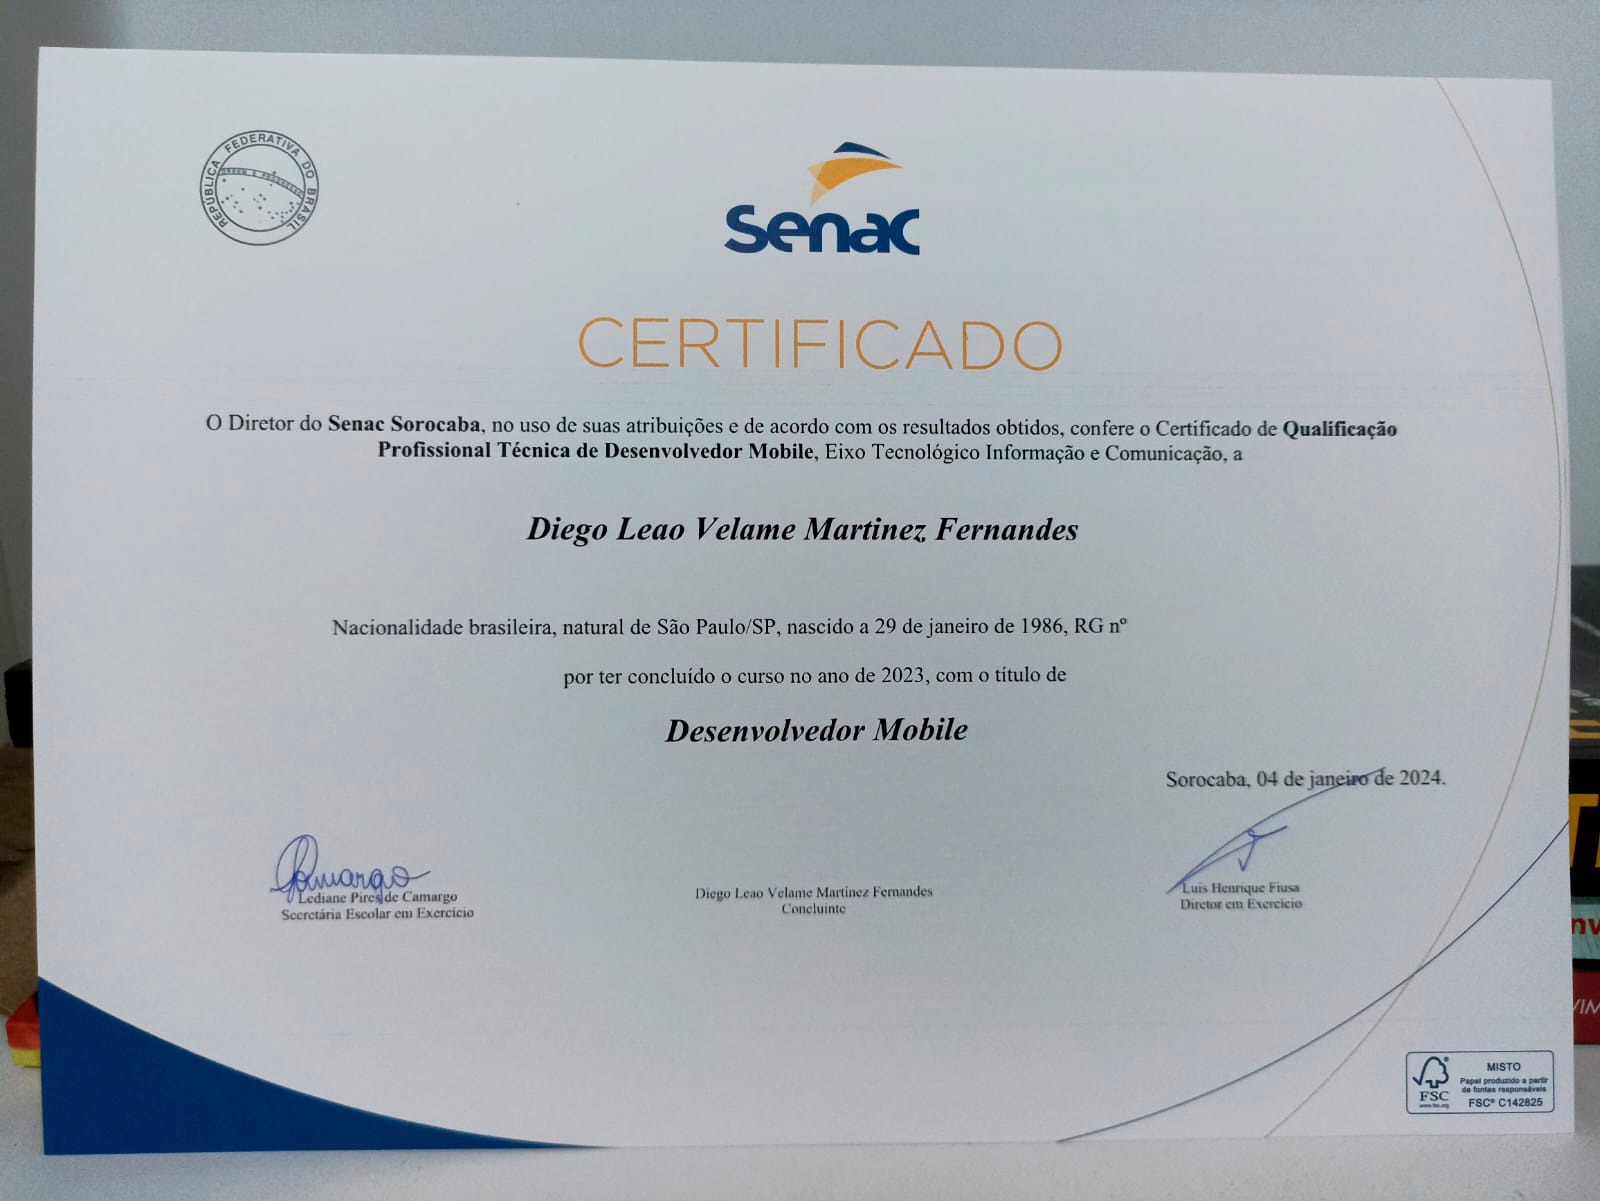 REPÚBLICA FEDERATIVA DO BRASIL
ORDEM E PROGRESSO
Senac
CERTIFICADO
O Diretor do Senac Sorocaba, no uso de suas atribuições e de acordo com os resultados obtidos, confere o Certificado de Qualificação
Profissional Técnica de Desenvolvedor Mobile, Eixo Tecnológico Informação e Comunicação, a
Diego Leao Velame Martinez Fernandes
Nacionalidade brasileira, natural de São Paulo/SP, nascido a 29 de janeiro de 1986, RG nº
por ter concluído o curso no ano de 2023, com o título de
Desenvolvedor Mobile
Sorocaba, 04 de janeiro de 2024.
Camargo
Lediane Pires de Camargo
Secretária Escolar em Exercício
Diego Leao Velame Martinez Fernandes
Concluinte
Luis Henrique Fiusa
Diretor em Exercício
FSC
www.fsc.org
MISTO
Papel produzido a partir
de fontes responsáveis
FSC® C142825